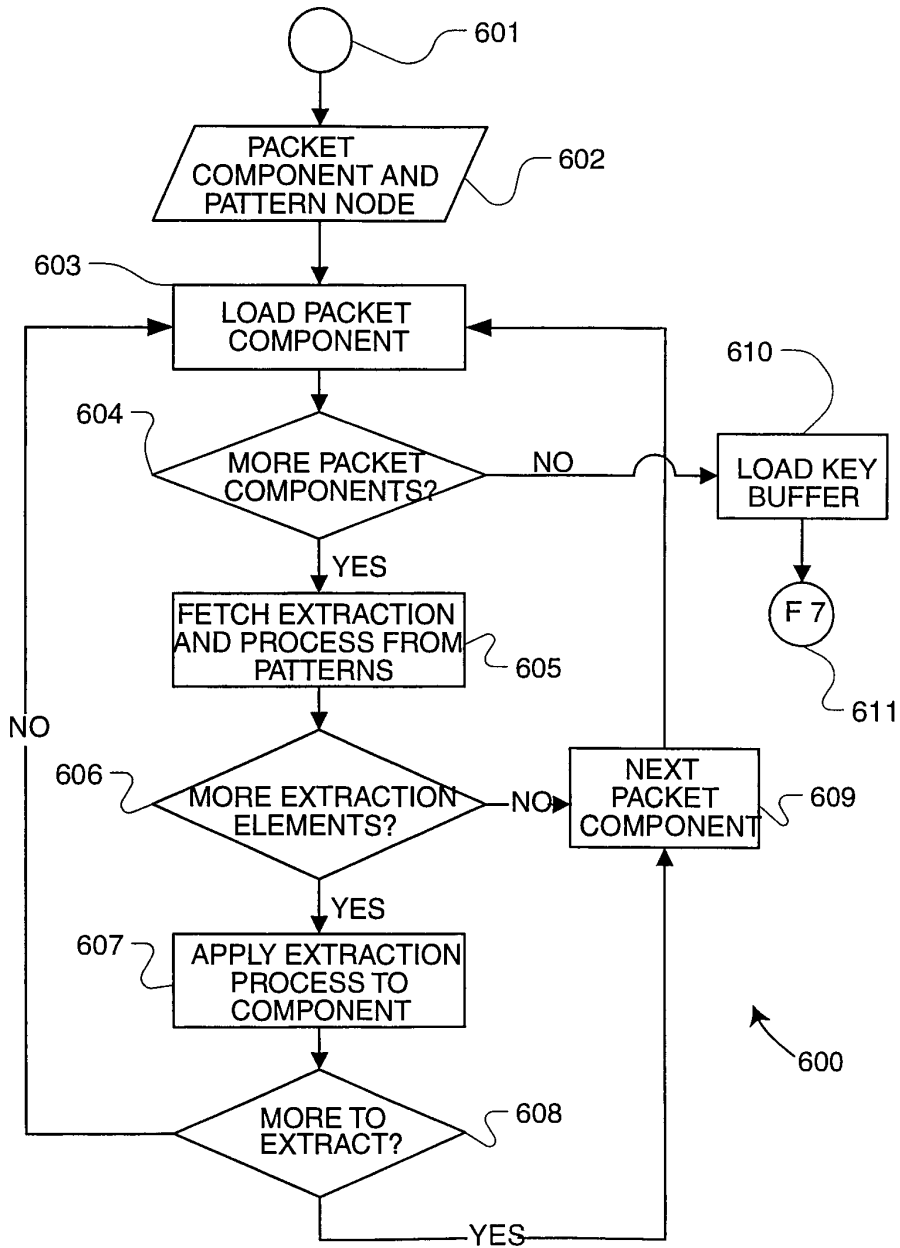 601
PACKET
COMPONENT AND
PATTERN NODE
602
603
LOAD PACKET
COMPONENT
610
604
MORE PACKET
COMPONENTS?
NO
LOAD KEY
BUFFER
YES
F 7
FETCH EXTRACTION
AND PROCESS FROM
PATTERNS
605
611
NO
606
MORE EXTRACTION
ELEMENTS?
NO
NEXT
PACKET
COMPONENT
609
YES
607
APPLY EXTRACTION
PROCESS TO
COMPONENT
600
MORE TO
EXTRACT?
608
YES